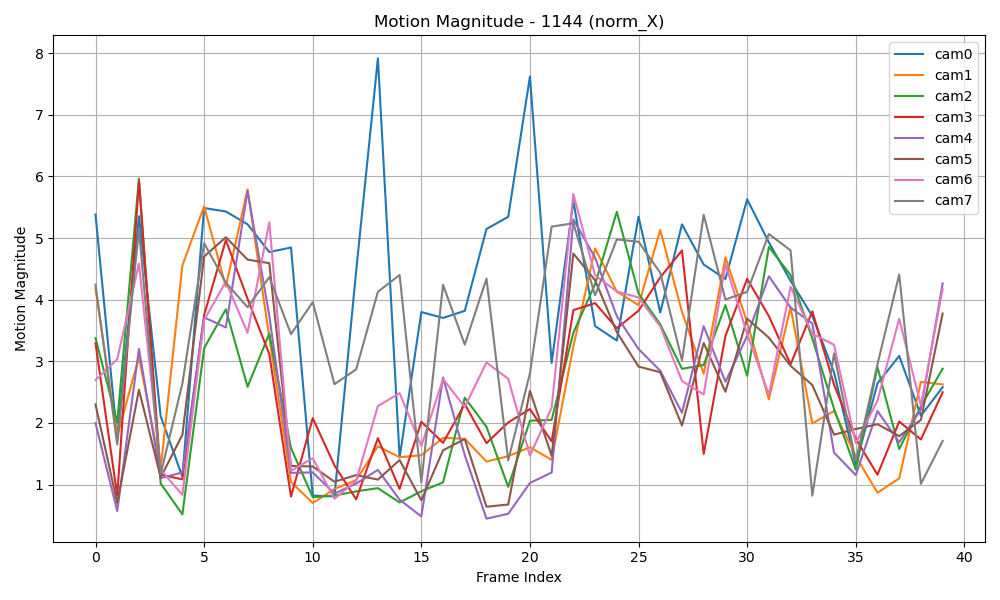 Motion Magnitude - 1144 (norm_X)
8
7
6
5
4
3
2
1
Motion Magnitude
0 5 10 15 20 25 30 35 40
Frame Index
cam0
cam1
cam2
cam3
cam4
cam5
cam6
cam7